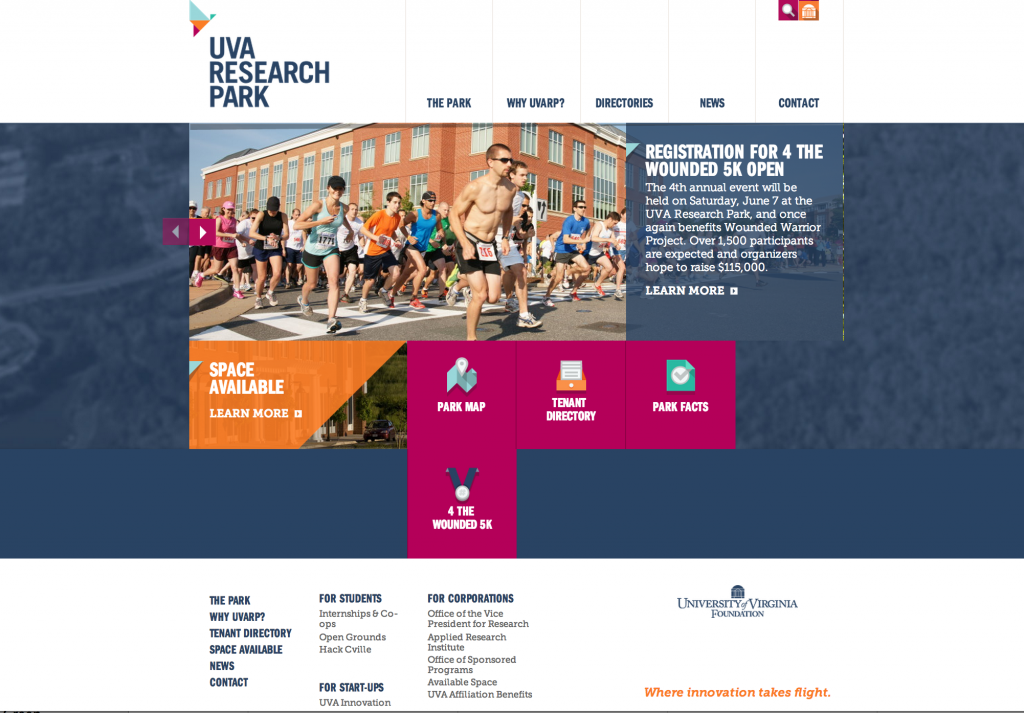 UVA
RESEARCH
PARK
THE PARK
WHY UVARP?
DIRECTORIES
NEWS
CONTACT
REGISTRATION FOR 4 THE
WOUNDED 5K OPEN
The 4th annual event will be
held on Saturday, June 7 at the
UVA Research Park, and once
again benefits Wounded Warrior
Project. Over 1,500 participants
are expected and organizers
hope to raise $115,000.
LEARN MORE
1771
716
SPACE
AVAILABLE
LEARN MORE
PARK MAP
TENANT
DIRECTORY
PARK FACTS
4 THE
WOUNDED 5K
THE PARK
WHY UVARP?
TENANT DIRECTORY
SPACE AVAILABLE
NEWS
CONTACT
FOR STUDENTS
Internships & Co-
ops
Open Grounds
Hack Cville
FOR START-UPS
UVA Innovation
FOR CORPORATIONS
Office of the Vice
President for Research
Applied Research
Institute
Office of Sponsored
Programs
Available Space
UVA Affiliation Benefits
UNIVERSITY of VIRGINIA
FOUNDATION
Where innovation takes flight.